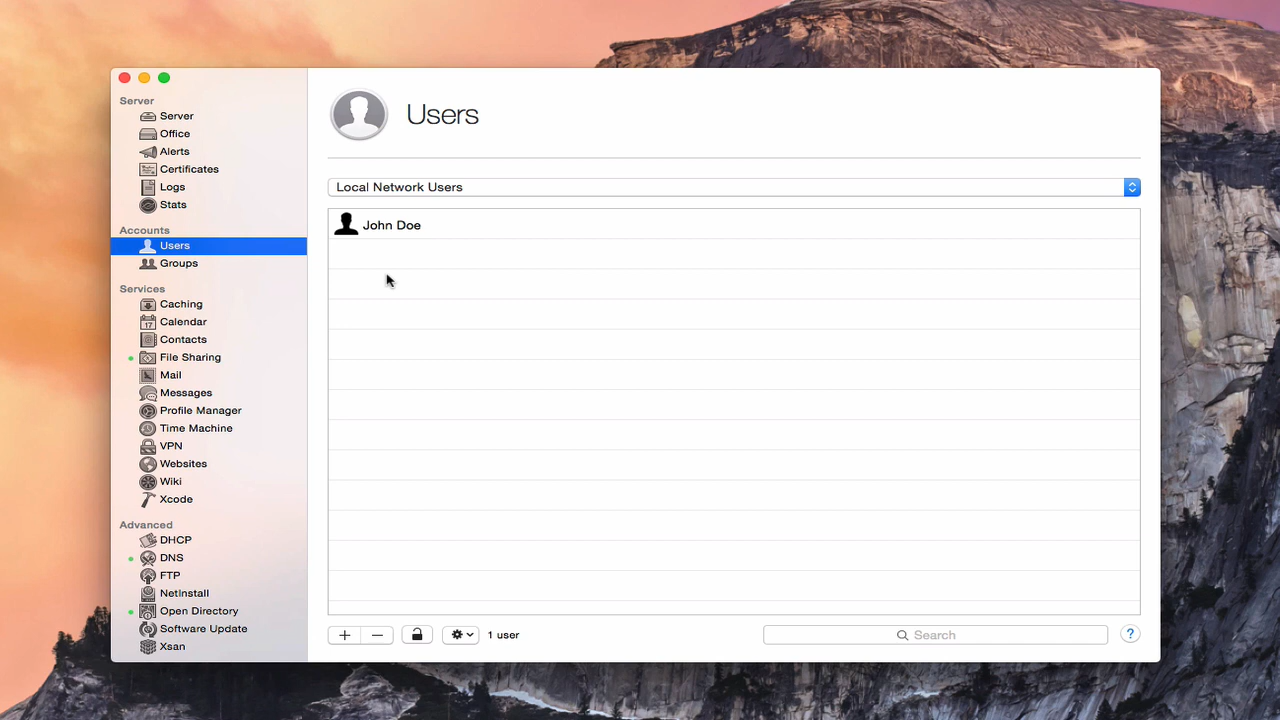 Server
Server
Office
Alerts
Certificates
Logs
Stats
Accounts
Users
Groups
Services
Caching
17
Calendar
Contacts
File Sharing
Mail
Messages
Profile Manager
Time Machine
VPN
Websites
Wiki
Xcode
Advanced
DHCP
DNS
FTP
NetInstall
Open Directory
Software Update
Xsan
Users
Local Network Users
John Doe
1 user
Search
?